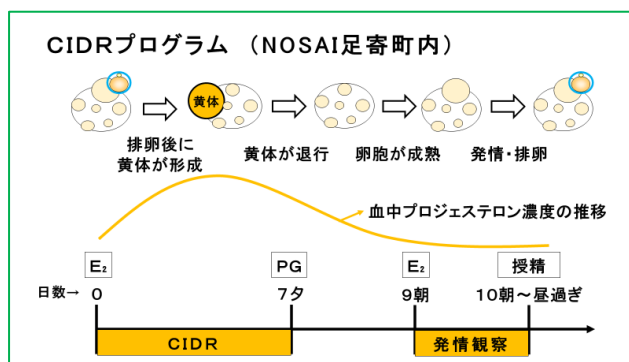 CIDRプログラム (NOSAI足寄町内)
黄体
排卵後に
黄体が形成
黄体が退行
卵胞が成熟
発情・排卵
血中プロジェステロン濃度の推移
E₂
PG
E₂
授精
日数→
0
7夕
9朝
10朝~昼過ぎ
CIDR
発情観察